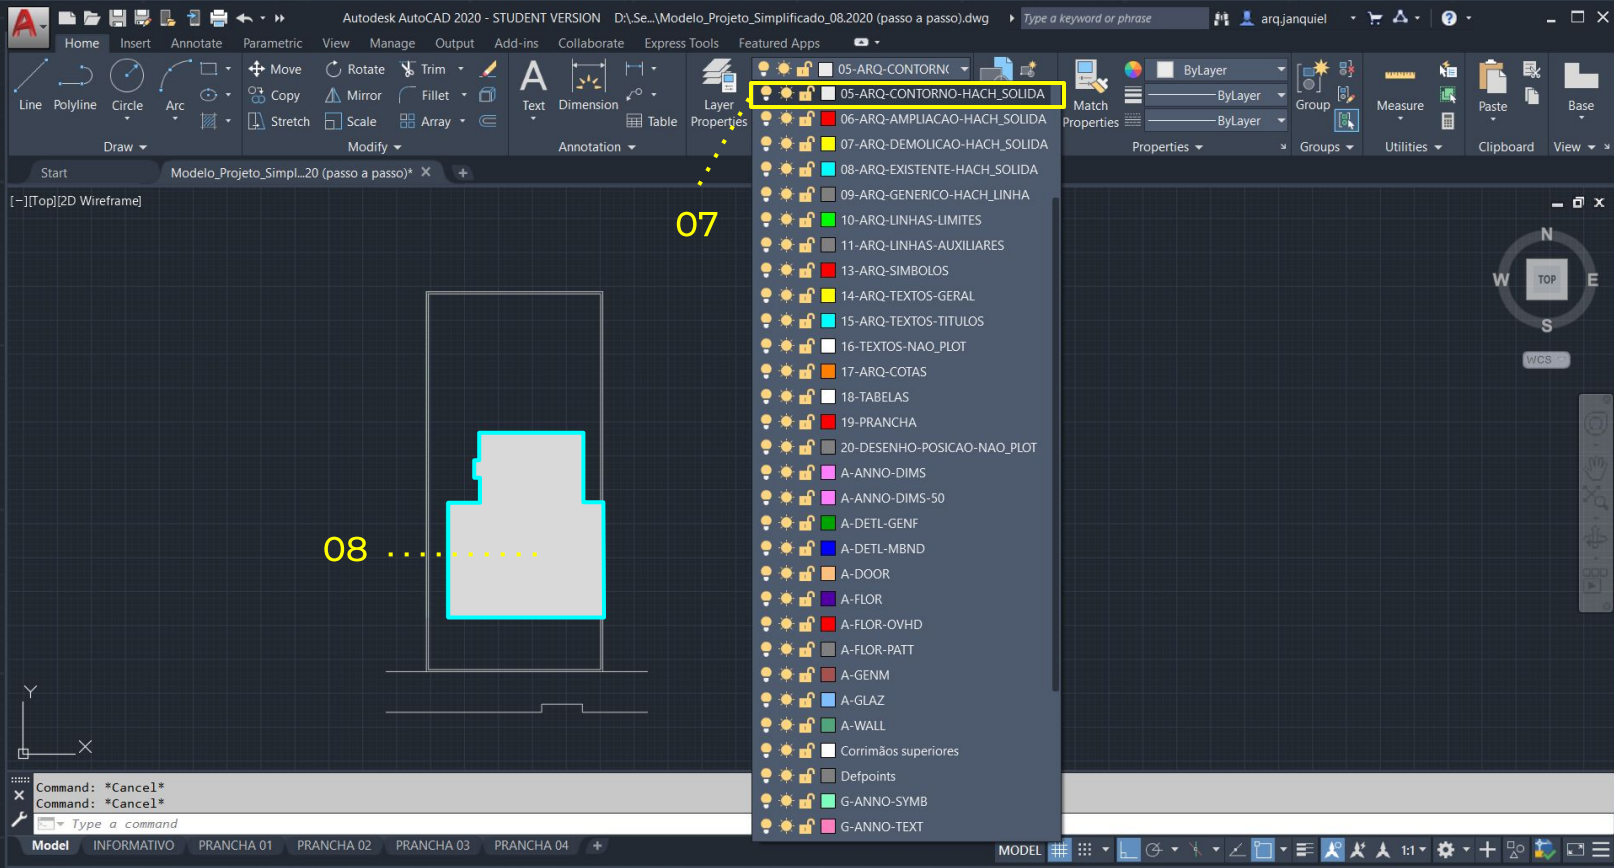 Autodesk AutoCAD 2020 - STUDENT VERSION D:\.Se...\Modelo_Projeto_Simplificado_08.2020 (passo a passo).dwg
Type a keyword or phrase
arq.janquiel
Home Insert Annotate Parametric View Manage Output Add-ins Collaborate Express Tools Featured Apps
Line Polyline Circle Arc
Draw
Move Rotate Trim
Copy Mirror Fillet
Stretch Scale Array
Modify
Text Dimension
Table
Annotation
Layer
Properties
05-ARQ-CONTORN
Match
Properties
ByLayer
ByLayer
ByLayer
Properties
Group
Groups
Measure
Utilities
Paste
Clipboard
Base
View
Start
Modelo_Projeto_Simpl...20 (passo a passo)*
[−][Top][2D Wireframe]
05-ARQ-CONTORNO-HACH_SOLIDA
06-ARQ-AMPLIACAO-HACH_SOLIDA
07-ARQ-DEMOLICAO-HACH_SOLIDA
08-ARQ-EXISTENTE-HACH_SOLIDA
09-ARQ-GENERICO-HACH_LINHA
10-ARQ-LINHAS-LIMITES
11-ARQ-LINHAS-AUXILIARES
13-ARQ-SIMBOLOS
14-ARQ-TEXTOS-GERAL
15-ARQ-TEXTOS-TITULOS
16-TEXTOS-NAO_PLOT
17-ARQ-COTAS
18-TABELAS
19-PRANCHA
20-DESENHO-POSICAO-NAO_PLOT
A-ANNO-DIMS
A-ANNO-DIMS-50
A-DETL-GENF
A-DETL-MBND
A-DOOR
A-FLOR
A-FLOR-OVHD
A-FLOR-PATT
A-GENM
A-GLAZ
A-WALL
Corrimãos superiores
Defpoints
G-ANNO-SYMB
G-ANNO-TEXT
07
08
N
W TOP E
S
WCS
Y
X
Command: *Cancel*
Command: *Cancel*
Type a command
Model INFORMATIVO PRANCHA 01 PRANCHA 02 PRANCHA 03 PRANCHA 04
MODEL
1:1